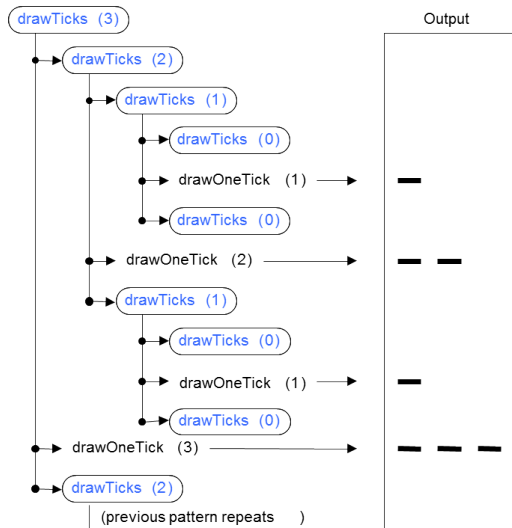 drawTicks (3)
Output
drawTicks (2)
drawTicks (1)
drawTicks (0)
drawOneTick (1)
drawTicks (0)
drawOneTick (2)
drawTicks (1)
drawTicks (0)
drawOneTick (1)
drawTicks (0)
drawOneTick (3)
drawTicks (2)
(previous pattern repeats )